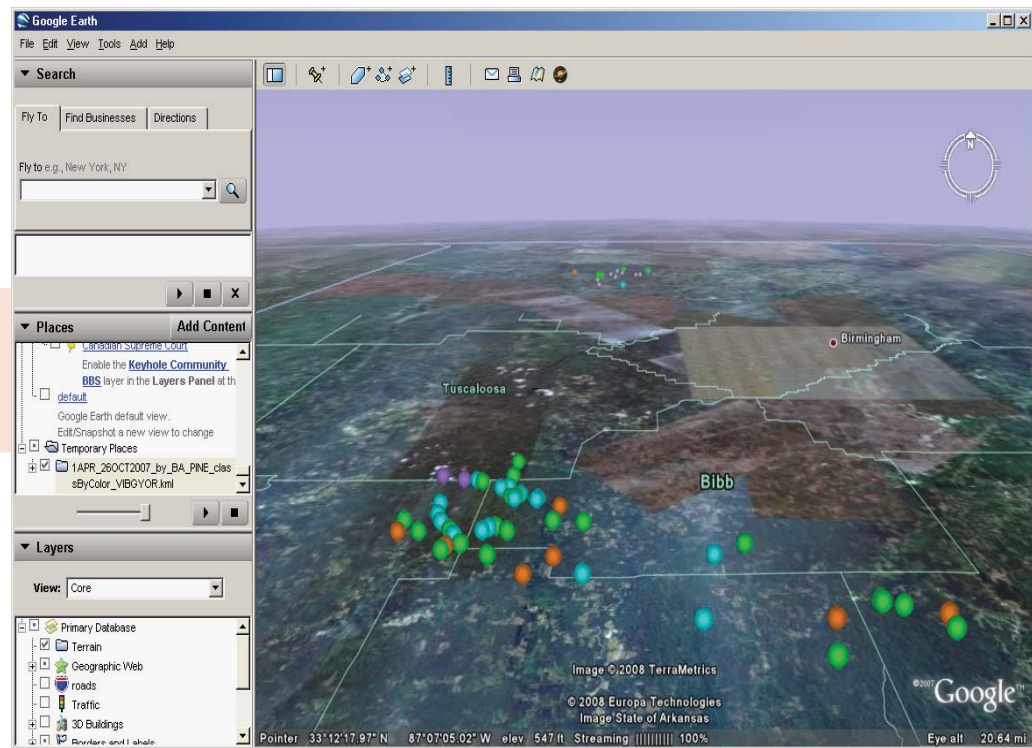 Google Earth
File Edit View Tools Add Help
Search
Fly To Find Businesses Directions
Fly to e.g., New York, NY
Places Add Content
Canadian Supreme Court
Enable the Keyhole Community
BBS layer in the Layers Panel at th
default
Google Earth default view.
Edit/Snapshot a new view to change
Temporary Places
1APR_26OCT2007_by_BA_PINE_clas
sByColor_VIBGYOR.kml
Layers
View: Core
Primary Database
Terrain
Geographic Web
roads
Traffic
3D Buildings
Borders and Labels
N
Birmingham
Tuscaloosa
Bibb
Image © 2008 TerraMetrics
© 2008 Europa Technologies
Image State of Arkansas
©2007 Google™
Pointer 33°12'17.97" N 87°07'05.02" W elev 547 ft Streaming |||||||||| 100% Eye alt 20.64 mi